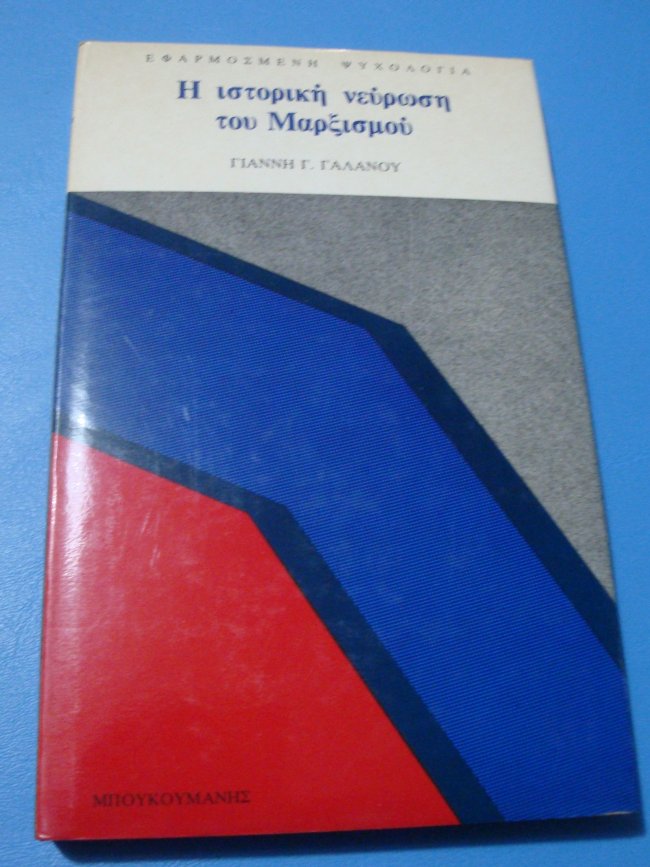 ΕΦΑΡΜΟΣΜΕΝΗ ΨΥΧΟΛΟΓΙΑ
Η ιστορική νεύρωση
του Μαρξισμού
ΓΙΑΝΝΗ Γ. ΓΑΛΑΝΟΥ
ΜΠΟΥΚΟΥΜΑΝΗΣ